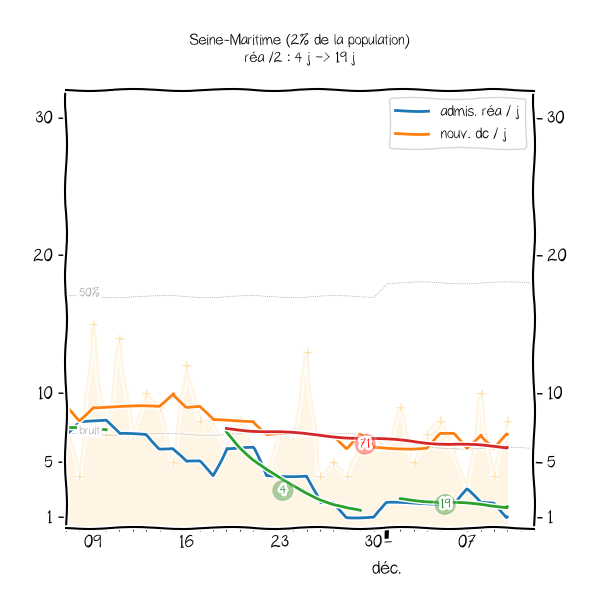 Seine-Maritime (2% de la population)
réa /2 : 4 j -> 19 j
admis. réa / j
nouv. dc / j
30
30
20
20
50%
10
10
bruit
71
5
5
4
19
1
1
09 16 23 30 07
déc.